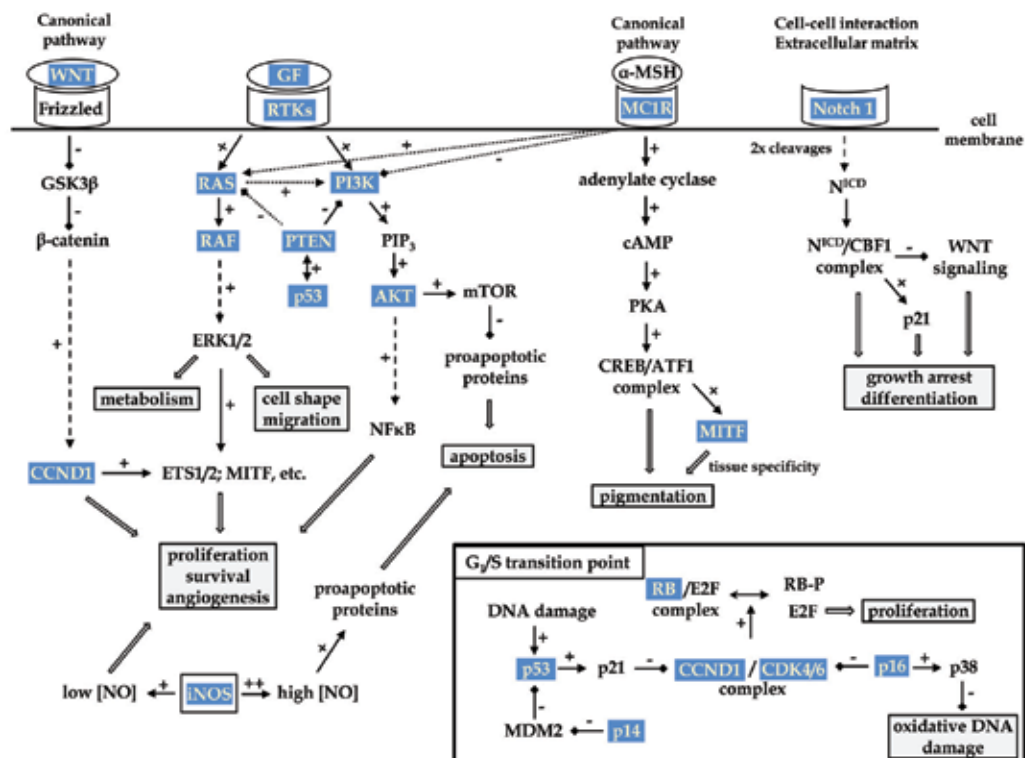 Canonical
pathway
WNT
Frizzled
GF
RTKs
Canonical
pathway
α-MSH
MC1R
Cell-cell interaction
Extracellular matrix
Notch 1
cell
membrane
-
+
+
+
-
+
2x cleavages
GSK3β
RAS
+
PI3K
adenylate cyclase
N^ICD
-
+
-
-
+
+
β-catenin
RAF
PTEN
PIP3
cAMP
N^ICD/CBF1
complex
-
WNT
signaling
+
+
+
+
+
p53
AKT
+
mTOR
PKA
p21
+
-
+
ERK1/2
+
proapoptotic
proteins
CREB/ATF1
complex
metabolism
cell shape
migration
+
+
growth arrest
differentiation
NFκB
MITF
apoptosis
tissue specificity
CCND1
+
ETS1/2; MITF, etc.
pigmentation
proliferation
survival
angiogenesis
proapoptotic
proteins
+
low [NO]
+
iNOS
++
high [NO]
G1/S transition point
RB/E2F
complex
RB-P
E2F
proliferation
DNA damage
+
+
p53
+
p21
-
CCND1 / CDK4/6
complex
-
p16
+
p38
-
-
MDM2
-
p14
oxidative DNA
damage